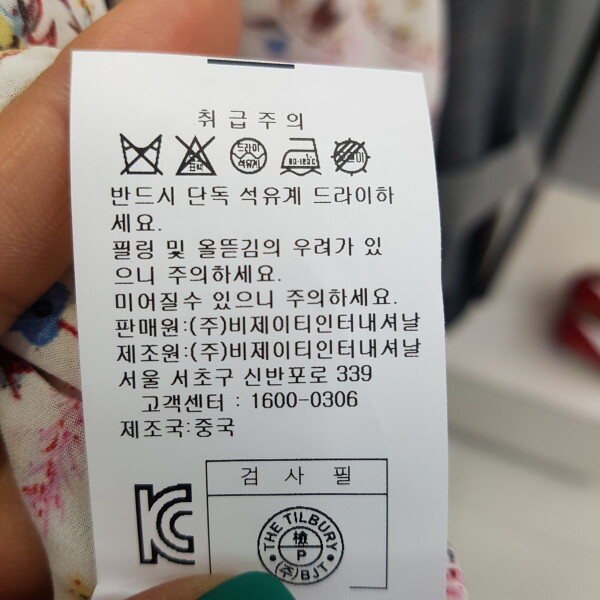 취급주의
드라이
석유계
반드시 단독 석유계 드라이하
세요.
필링 및 올뜯김의 우려가 있
으니 주의하세요.
미어질수 있으니 주의하세요.
판매원:(주)비제이티인터내셔날
제조원:(주)비제이티인터내셔날
서울 서초구 신반포로 339
고객센터 : 1600-0306
제조국:중국
검 사 필
THE TILBURY
檢
P
(주)BJT